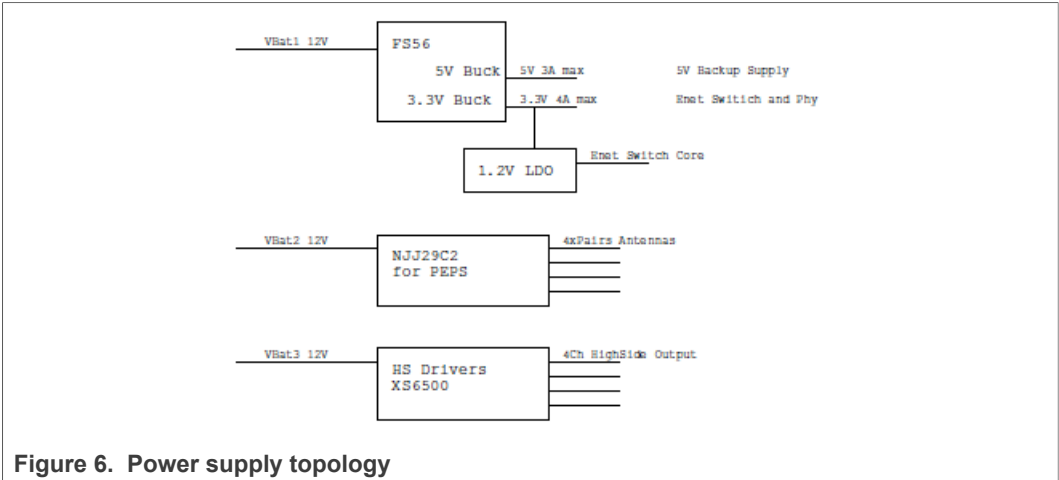 VBat1 12V
FS56
5V Buck
5V 3A max
5V Backup Supply
3.3V Buck
3.3V 4A max
Enet Switich and Phy
1.2V LDO
Enet Switch Core
VBat2 12V
NJJ29C2
for PEPS
4xPairs Antennas
VBat3 12V
HS Drivers
XS6500
4Ch HighSide Output
Figure 6. Power supply topology